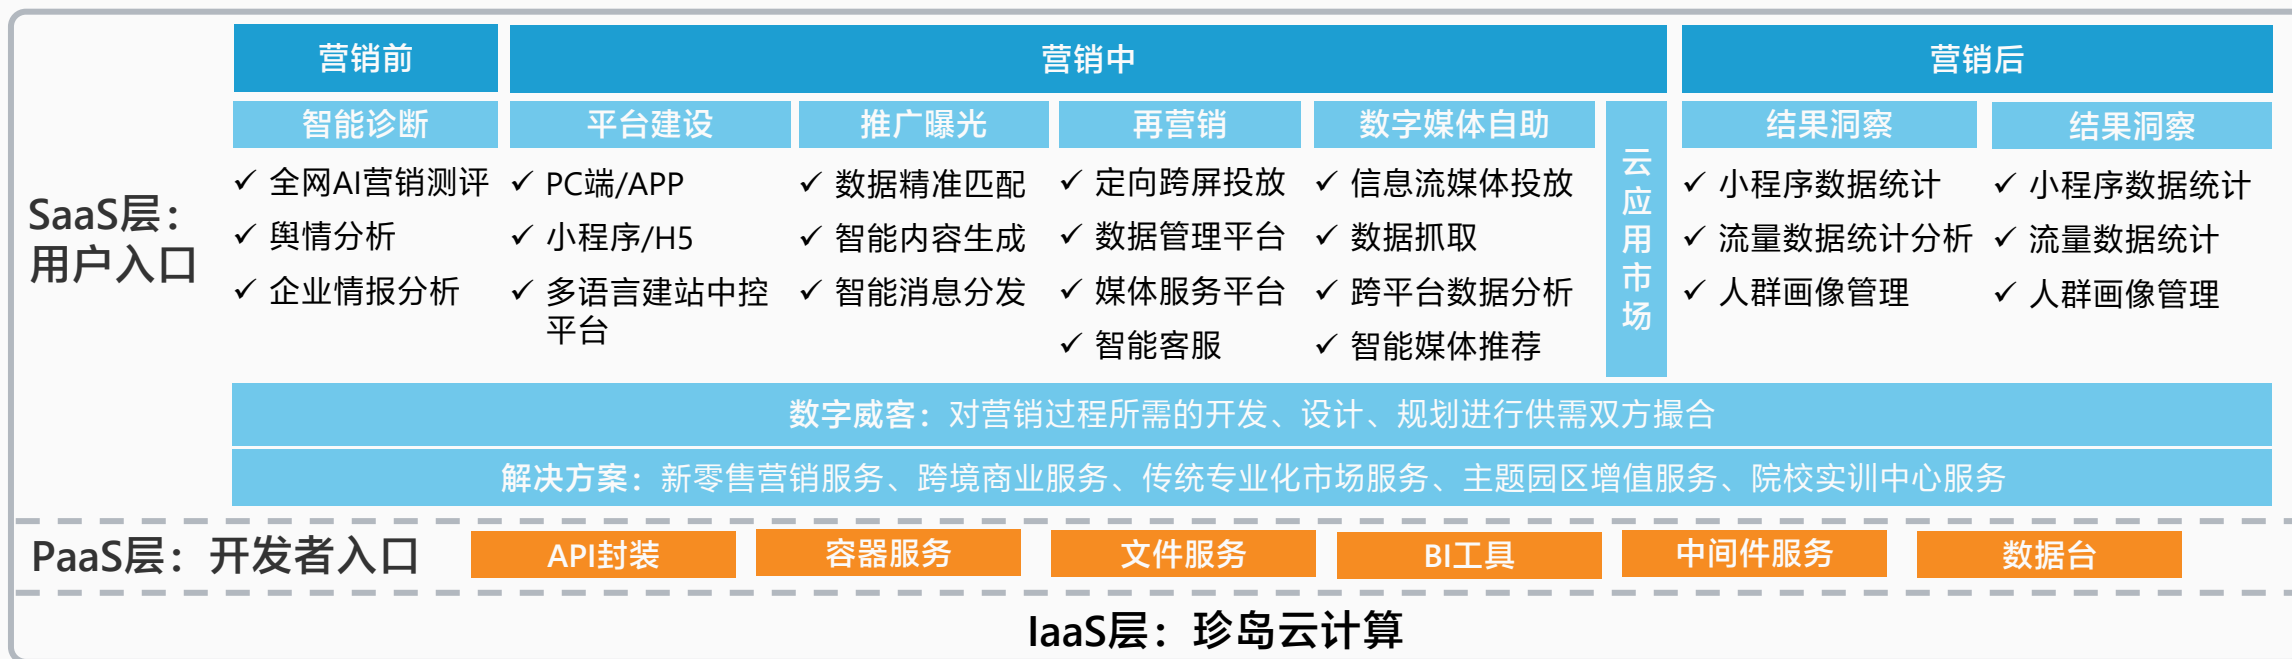 营销前
营销中
营销后
智能诊断
平台建设
推广曝光
再营销
数字媒体自助
云应用市场
结果洞察
结果洞察
SaaS层：
用户入口
✓ 全网AI营销测评
✓ 舆情分析
✓ 企业情报分析
✓ PC端/APP
✓ 小程序/H5
✓ 多语言建站中控
平台
✓ 数据精准匹配
✓ 智能内容生成
✓ 智能消息分发
✓ 定向跨屏投放
✓ 数据管理平台
✓ 媒体服务平台
✓ 智能客服
✓ 信息流媒体投放
✓ 数据抓取
✓ 跨平台数据分析
✓ 智能媒体推荐
✓ 小程序数据统计
✓ 流量数据统计分析
✓ 人群画像管理
✓ 小程序数据统计
✓ 流量数据统计
✓ 人群画像管理
数字威客：对营销过程所需的开发、设计、规划进行供需双方撮合
解决方案：新零售营销服务、跨境商业服务、传统专业化市场服务、主题园区增值服务、院校实训中心服务
PaaS层：开发者入口
API封装
容器服务
文件服务
BI工具
中间件服务
数据台
IaaS层：珍岛云计算